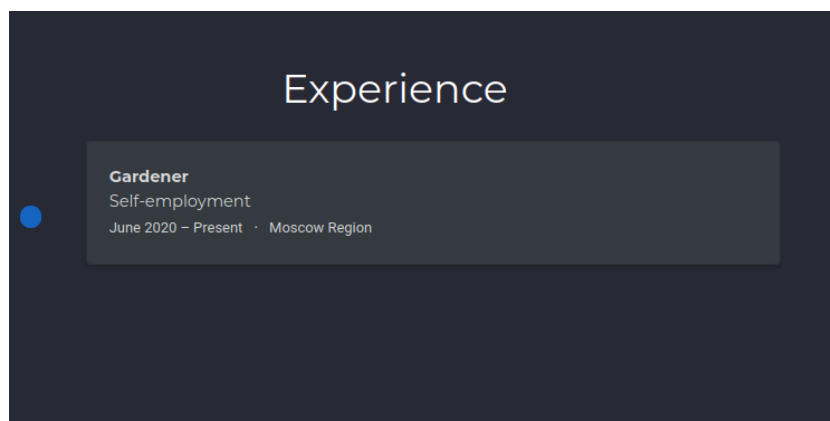 Experience
Gardener
Self-employment
June 2020 – Present · Moscow Region